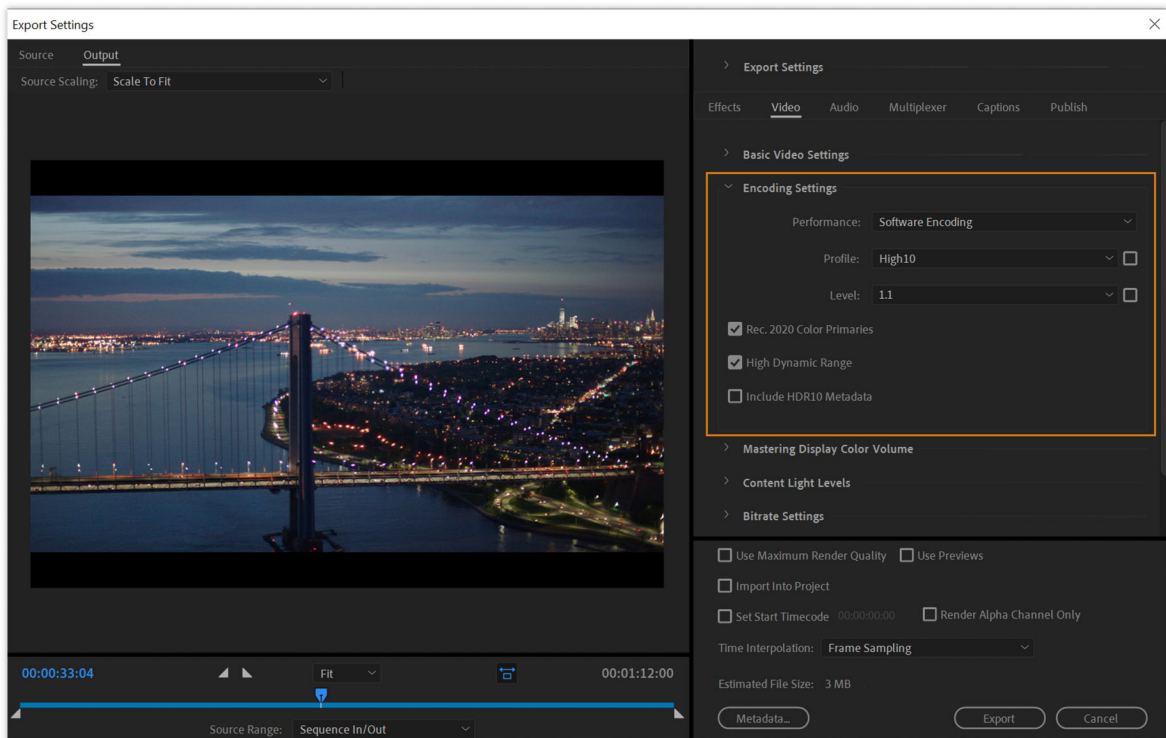 Export Settings
Source Output
Source Scaling: Scale To Fit
00:00:33:04 Fit 00:01:12:00
Source Range: Sequence In/Out
Export Settings
Effects Video Audio Multiplexer Captions Publish
Basic Video Settings
Encoding Settings
Performance: Software Encoding
Profile: High10
Level: 1.1
Rec. 2020 Color Primaries
High Dynamic Range
Include HDR10 Metadata
Mastering Display Color Volume
Content Light Levels
Bitrate Settings
Use Maximum Render Quality Use Previews
Import Into Project
Set Start Timecode 00:00:00:00 Render Alpha Channel Only
Time Interpolation: Frame Sampling
Estimated File Size: 3 MB
Metadata... Export Cancel